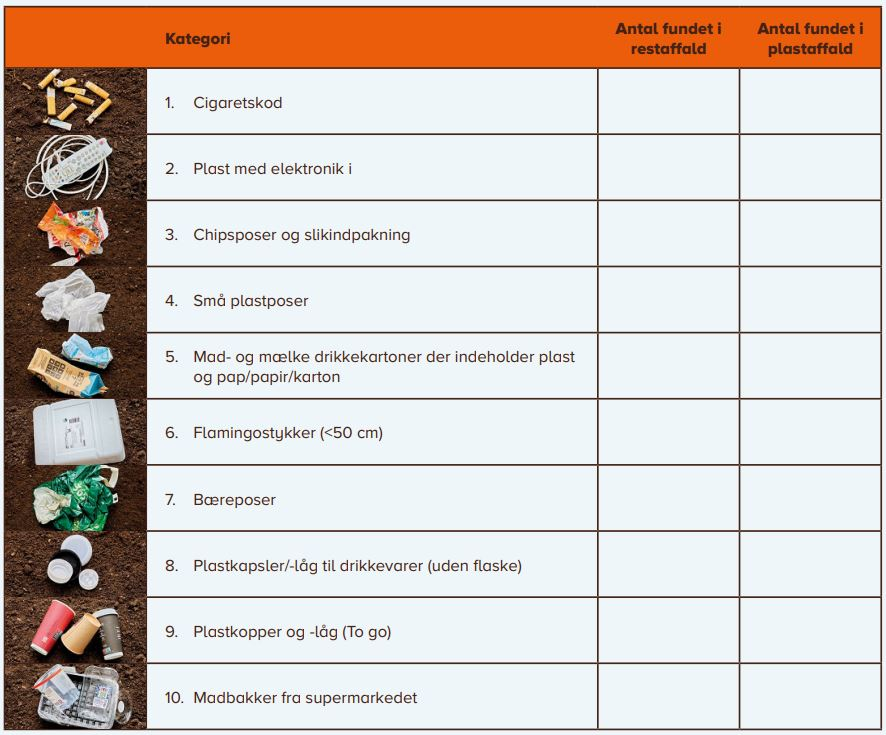 Kategori
Antal fundet i
restaffald
Antal fundet i
plastaffald
1. Cigaretskod
2. Plast med elektronik i
3. Chipsposer og slikindpakning
4. Små plastposer
5. Mad- og mælke drikkekartoner der indeholder plast
og pap/papir/karton
6. Flamingostykker (<50 cm)
7. Bæreposer
8. Plastkapsler/-låg til drikkevarer (uden flaske)
9. Plastkopper og -låg (To go)
10. Madbakker fra supermarkedet